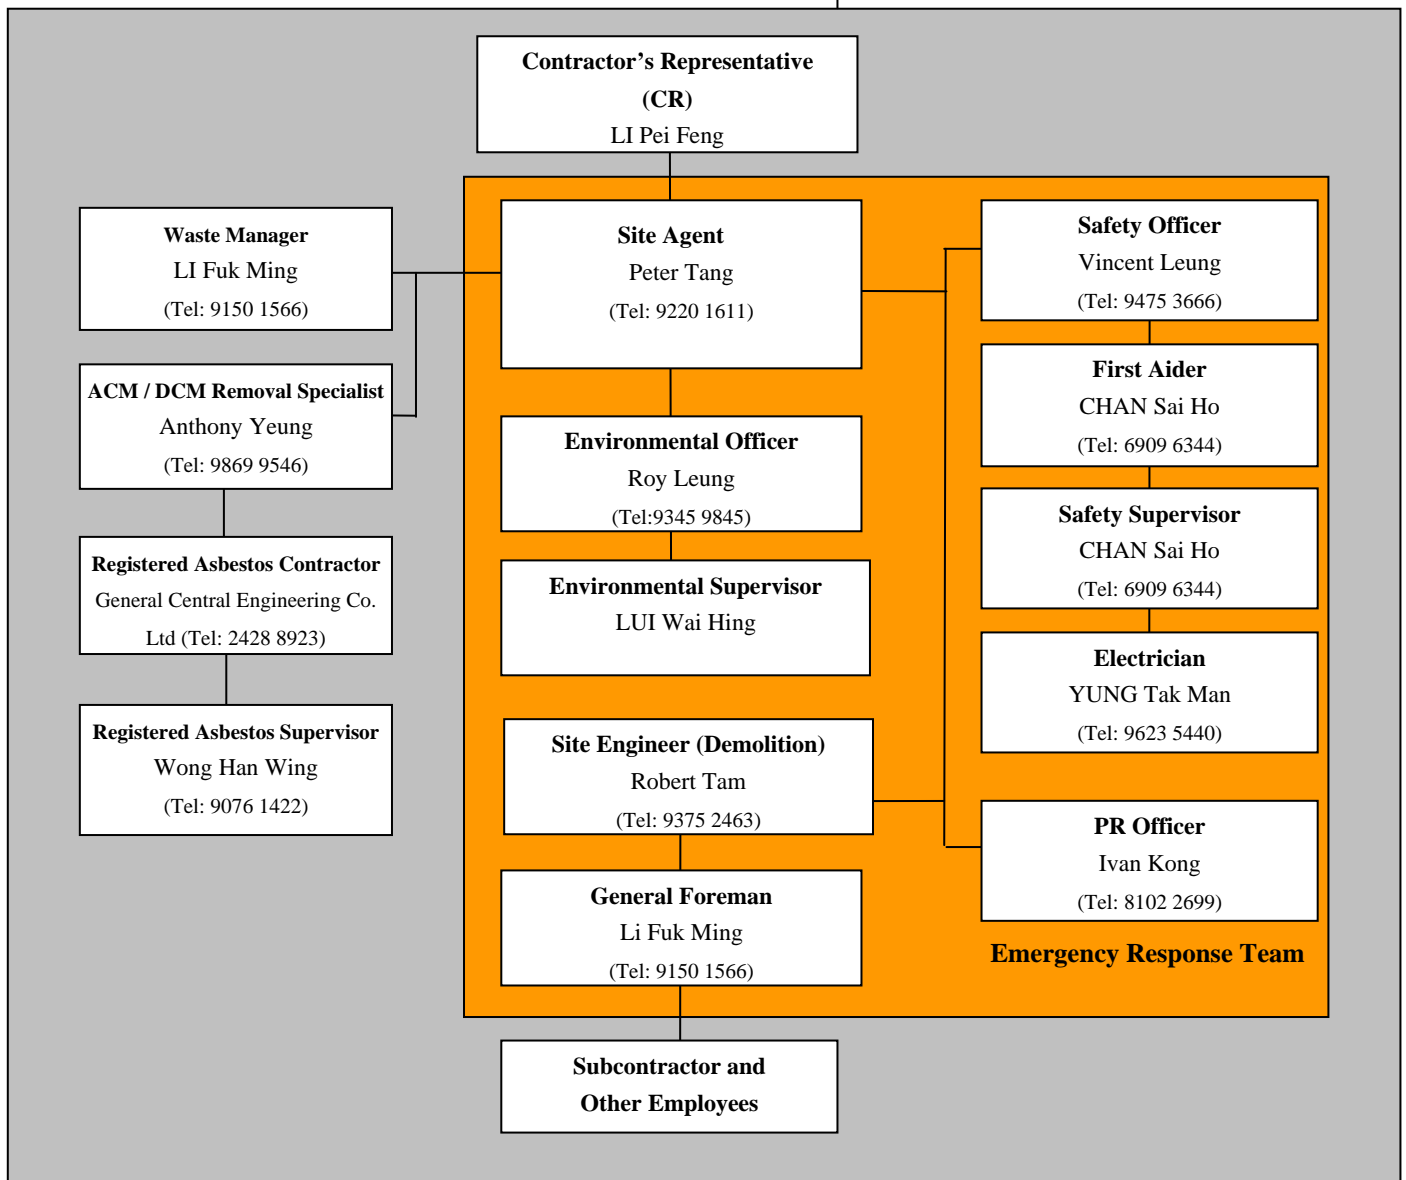 Contractor’s Representative
(CR)
LI Pei Feng
Waste Manager
LI Fuk Ming
(Tel: 9150 1566)
ACM / DCM Removal Specialist
Anthony Yeung
(Tel: 9869 9546)
Registered Asbestos Contractor
General Central Engineering Co.
Ltd (Tel: 2428 8923)
Registered Asbestos Supervisor
Wong Han Wing
(Tel: 9076 1422)
Site Agent
Peter Tang
(Tel: 9220 1611)
Environmental Officer
Roy Leung
(Tel:9345 9845)
Environmental Supervisor
LUI Wai Hing
Site Engineer (Demolition)
Robert Tam
(Tel: 9375 2463)
General Foreman
Li Fuk Ming
(Tel: 9150 1566)
Safety Officer
Vincent Leung
(Tel: 9475 3666)
First Aider
CHAN Sai Ho
(Tel: 6909 6344)
Safety Supervisor
CHAN Sai Ho
(Tel: 6909 6344)
Electrician
YUNG Tak Man
(Tel: 9623 5440)
PR Officer
Ivan Kong
(Tel: 8102 2699)
Emergency Response Team
Subcontractor and
Other Employees